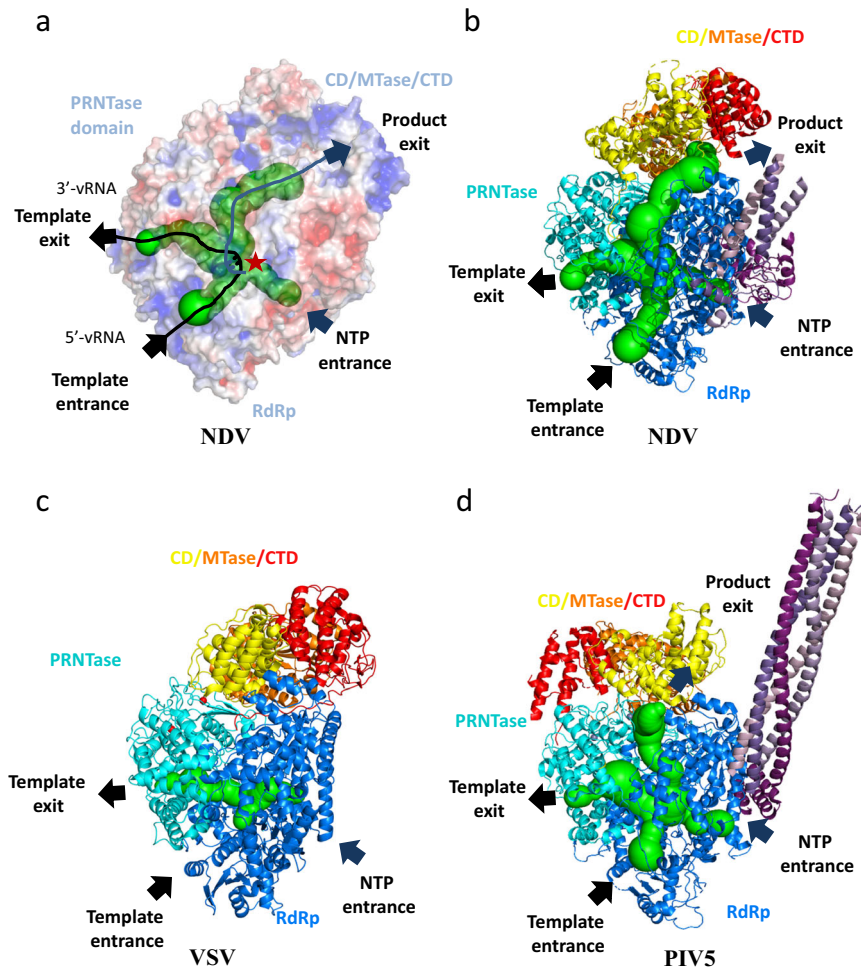 a
CD/MTase/CTD
PRNTase
domain
Product
exit
3’-vRNA
Template
exit
5’-vRNA
NTP
entrance
Template
entrance
RdRp
NDV
b
CD/MTase/CTD
Product
exit
PRNTase
Template
exit
NTP
entrance
RdRp
Template
entrance
NDV
c
CD/MTase/CTD
PRNTase
Template
exit
NTP
entrance
Template
entrance
RdRp
VSV
d
Product
exit
CD/MTase/CTD
PRNTase
Template
exit
NTP
entrance
RdRp
Template
entrance
PIV5